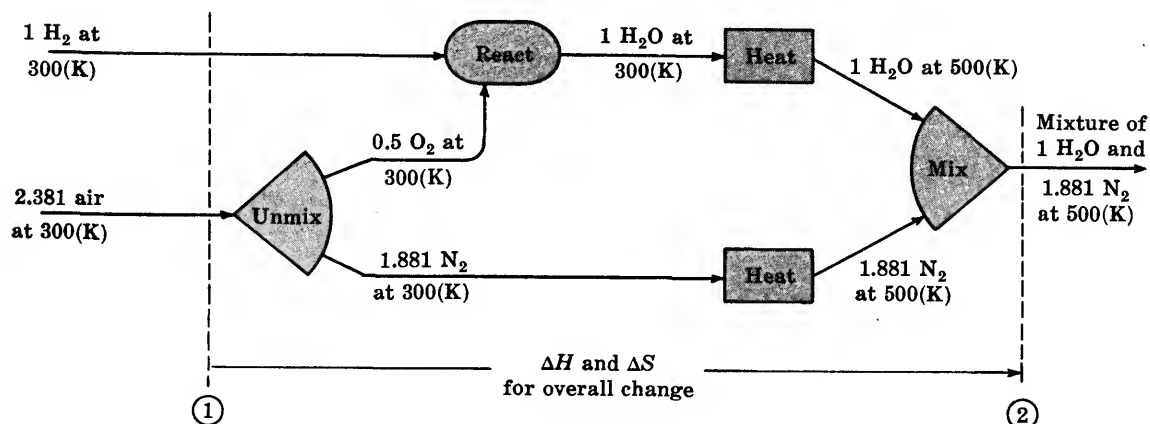 1 H₂ at
300(K)
React
1 H₂O at
300(K)
Heat
1 H₂O at 500(K)
0.5 O₂ at
300(K)
2.381 air
at 300(K)
Unmix
1.881 N₂
at 300(K)
Heat
1.881 N₂
at 500(K)
Mix
Mixture of
1 H₂O and
1.881 N₂
at 500(K)
ΔH and ΔS
for overall change
1
2